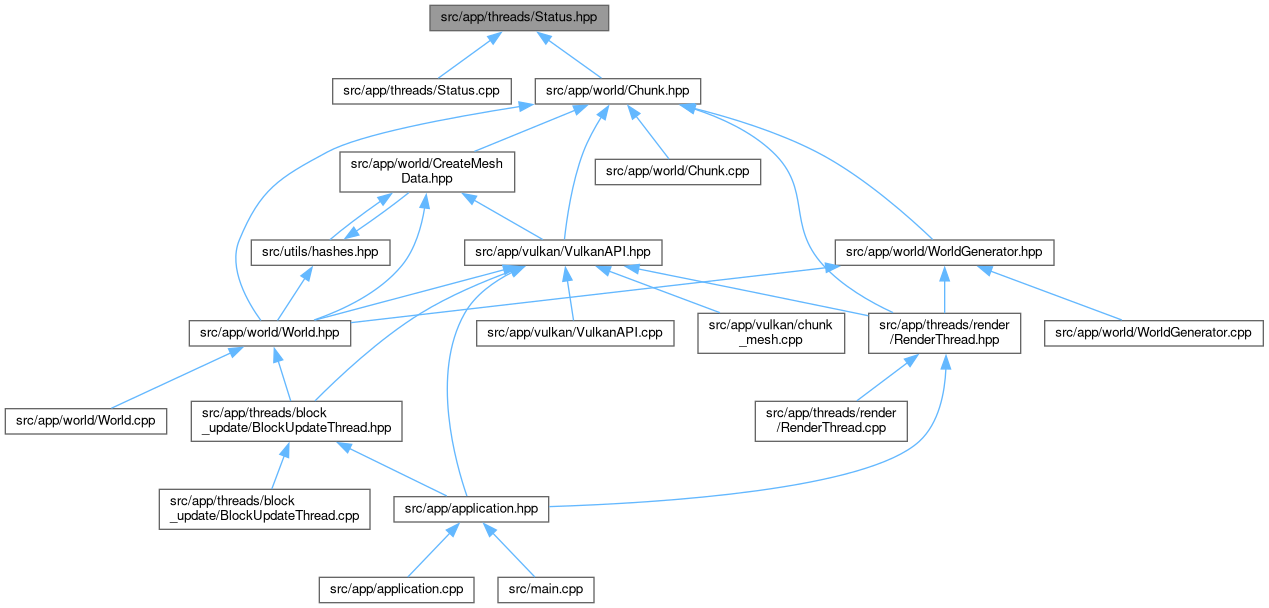 src/app/threads/Status.hpp
src/app/threads/Status.cpp
src/app/world/Chunk.hpp
src/app/world/CreateMesh
Data.hpp
src/app/world/Chunk.cpp
src/utils/hashes.hpp
src/app/vulkan/VulkanAPI.hpp
src/app/world/WorldGenerator.hpp
src/app/world/World.hpp
src/app/vulkan/VulkanAPI.cpp
src/app/vulkan/chunk
_mesh.cpp
src/app/threads/render
/RenderThread.hpp
src/app/world/WorldGenerator.cpp
src/app/world/World.cpp
src/app/threads/block
_update/BlockUpdateThread.hpp
src/app/threads/render
/RenderThread.cpp
src/app/threads/block
_update/BlockUpdateThread.cpp
src/app/application.hpp
src/app/application.cpp
src/main.cpp